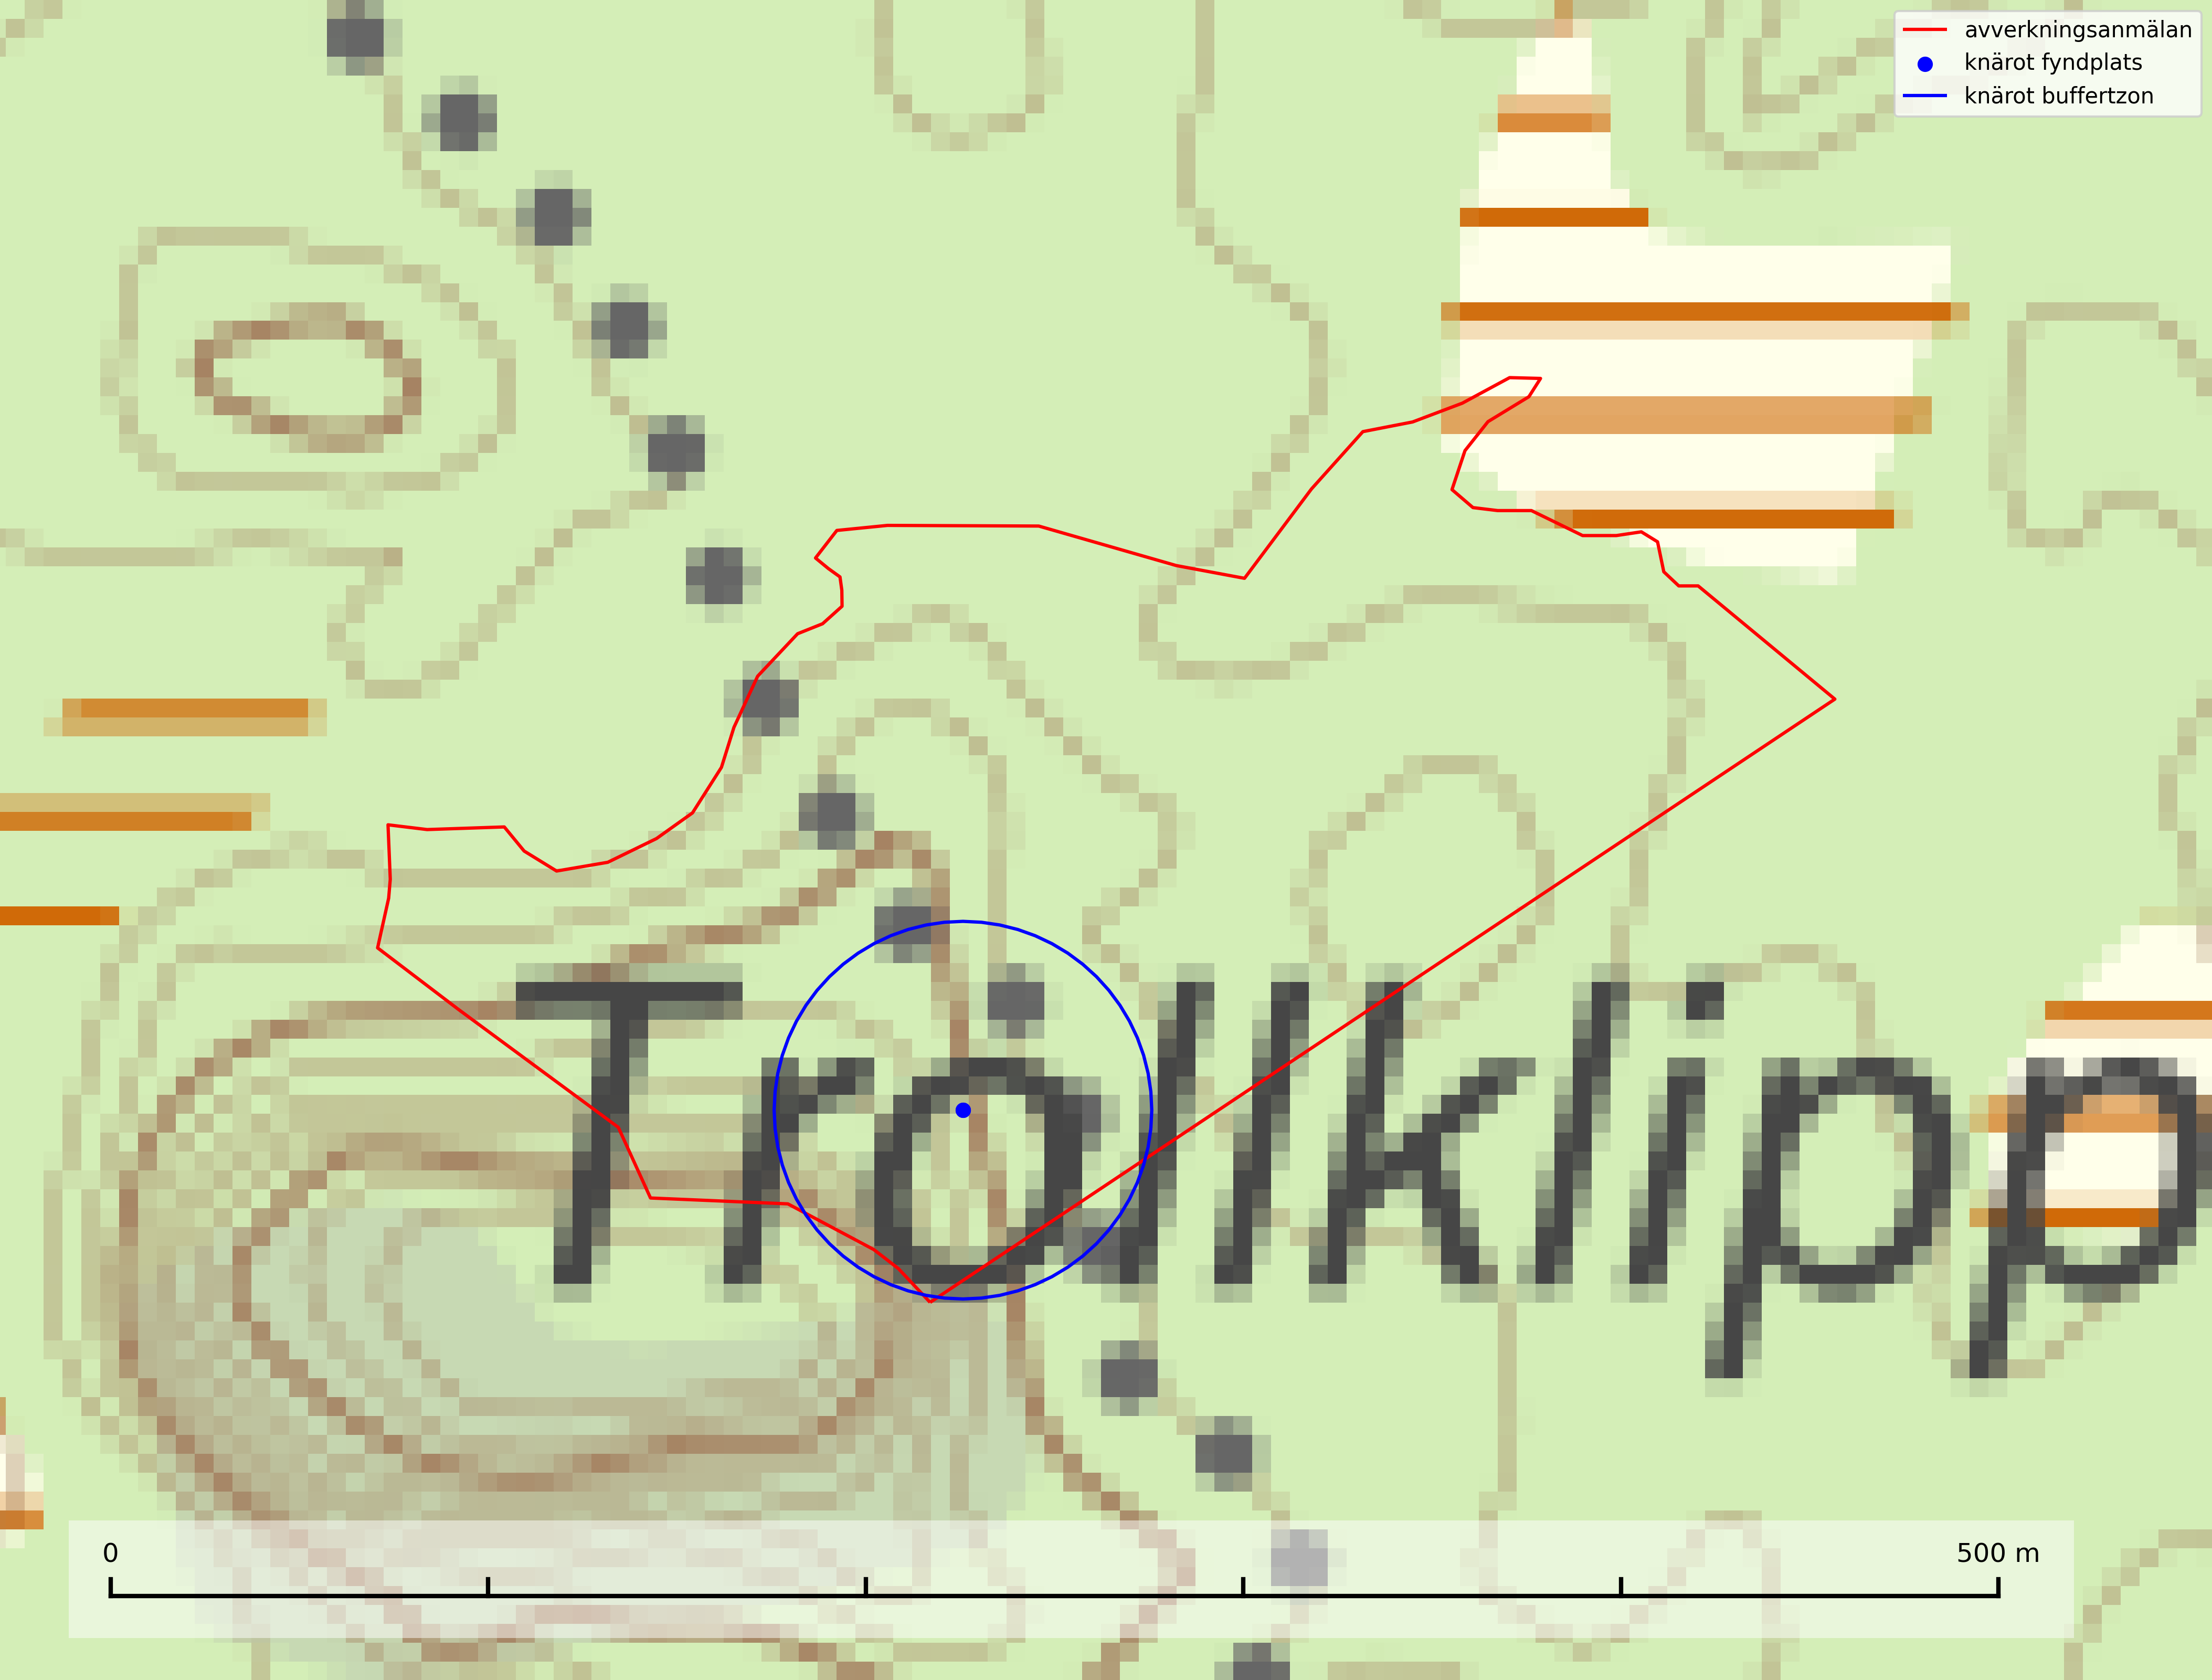 avverkningsanmälan
knärot fyndplats
knärot buffertzon
Trollklipp
0 500 m